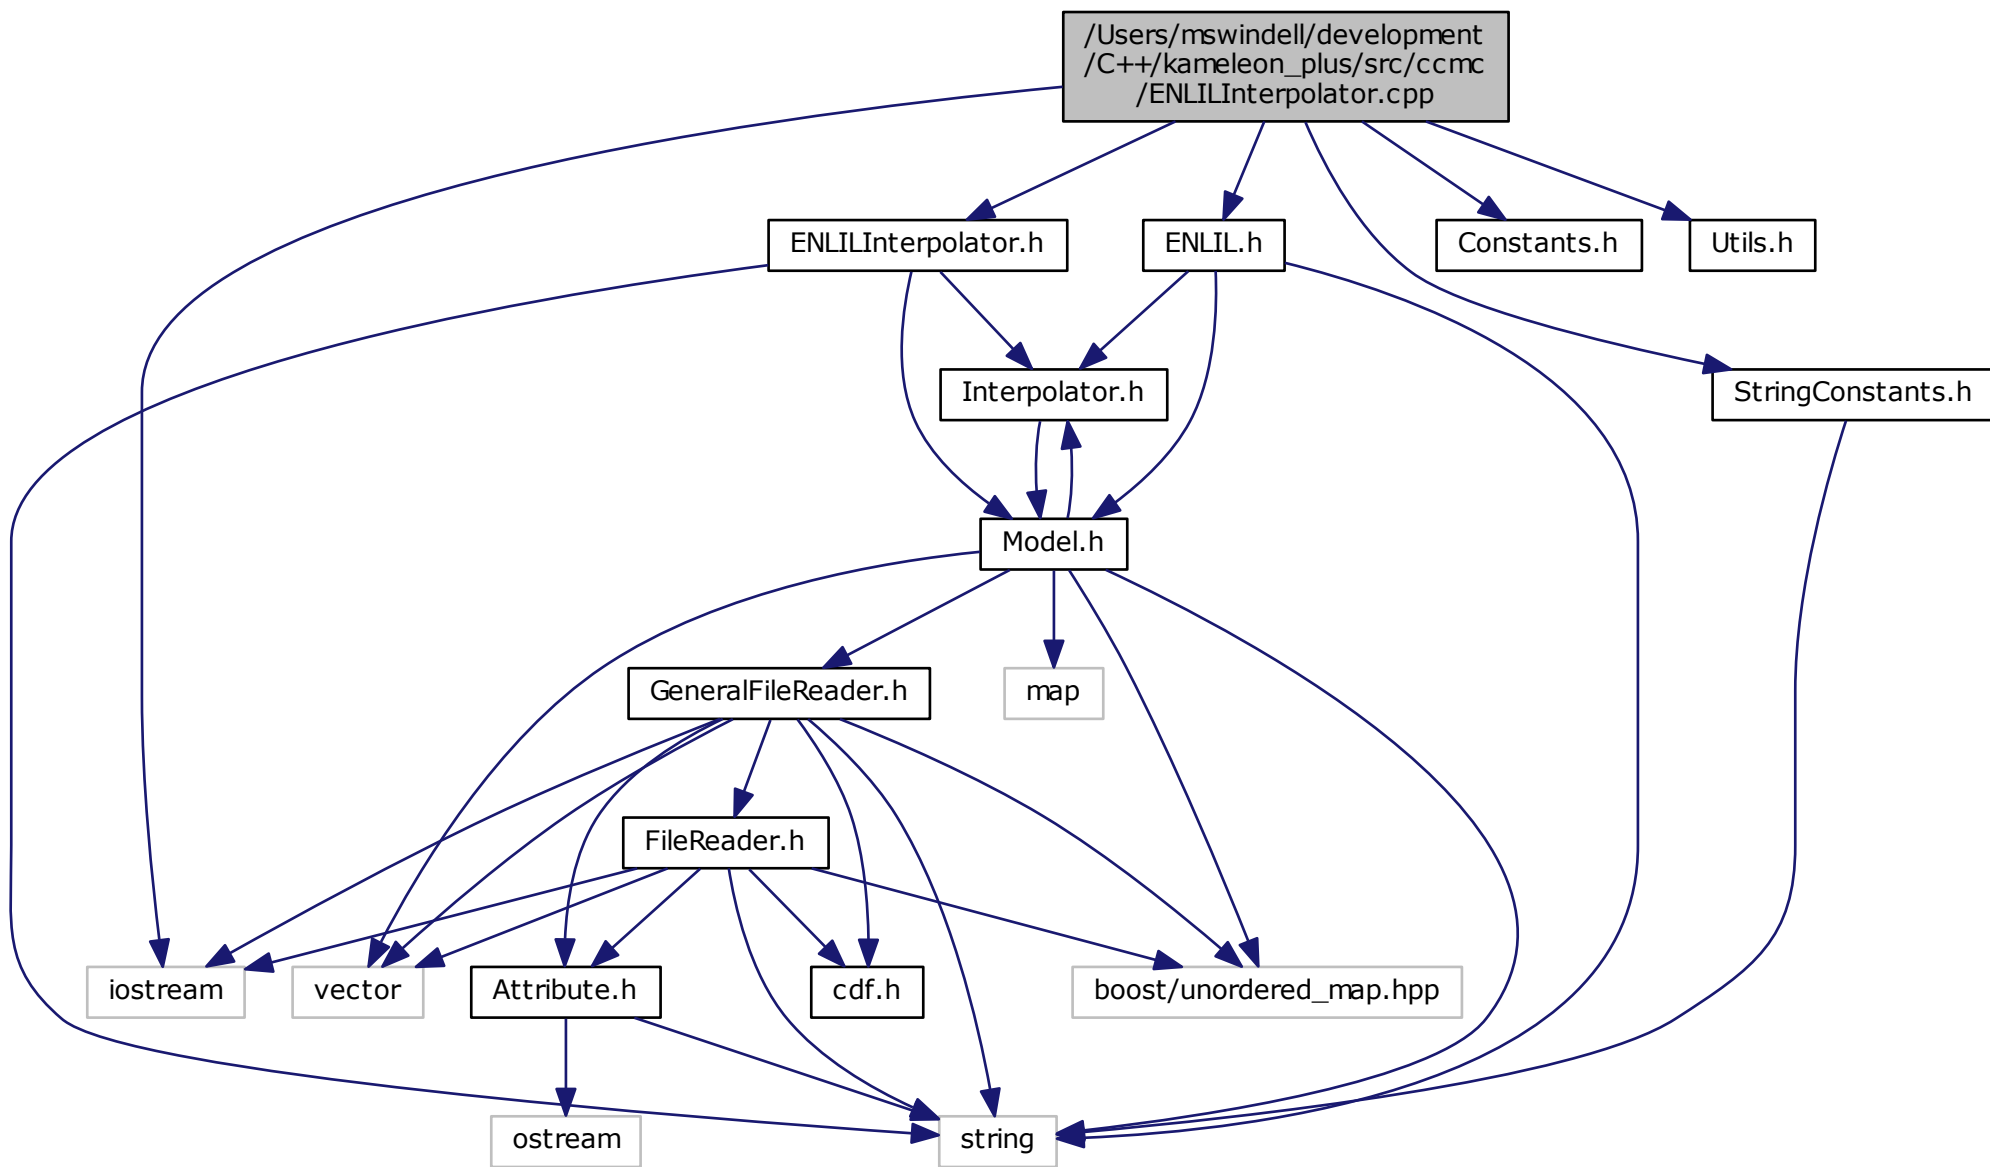 /Users/mswindell/development
/C++/kameleon_plus/src/ccmc
/ENLILInterpolator.cpp
ENLILInterpolator.h
ENLIL.h
Constants.h
Utils.h
Interpolator.h
StringConstants.h
Model.h
GeneralFileReader.h
map
FileReader.h
iostream
vector
Attribute.h
cdf.h
boost/unordered_map.hpp
ostream
string